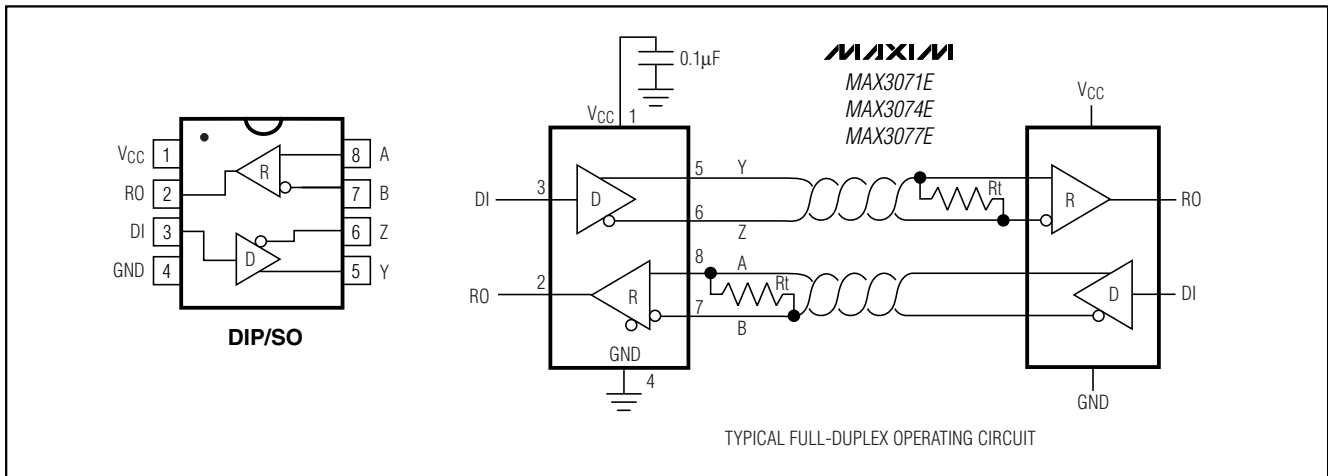 VCC 1
RO 2
DI 3
GND 4
8 A
7 B
6 Z
5 Y
R
D
DIP/SO
0.1µF
VCC 1
MAXIM
MAX3071E
MAX3074E
MAX3077E
VCC
DI 3
D
5 Y
6
Z
Rt
R
RO
RO 2
R
8 A
7
B
Rt
D
DI
GND
4
GND
TYPICAL FULL-DUPLEX OPERATING CIRCUIT